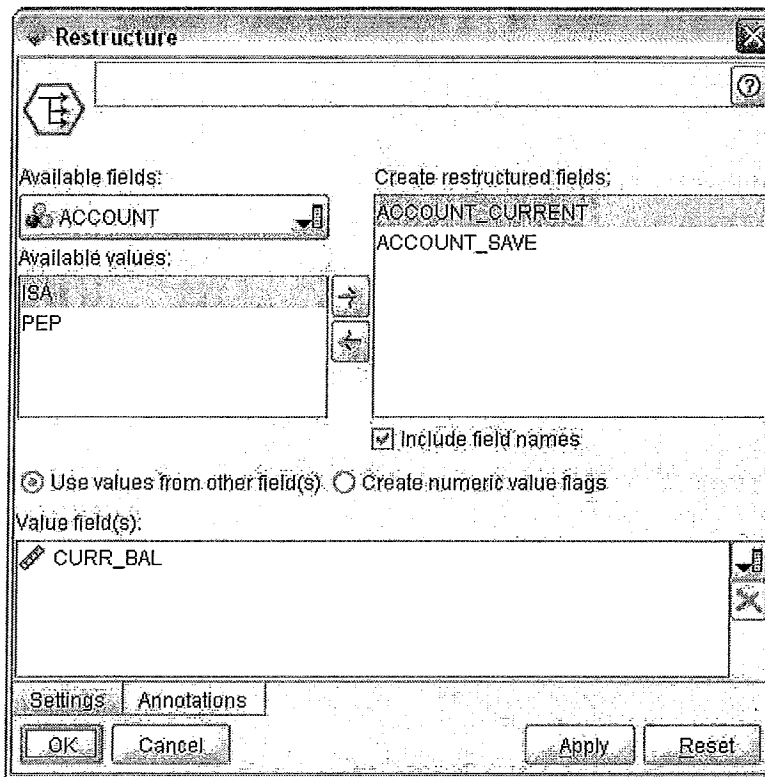 Restructure
Available fields:
Create restructured fields:
ACCOUNT
ACCOUNT_CURRENT
ACCOUNT_SAVE
Available values:
ISA
PEP
Include field names
Use values from other field(s)
Create numeric value flags
Value field(s):
CURR_BAL
Settings
Annotations
OK
Cancel
Apply
Reset